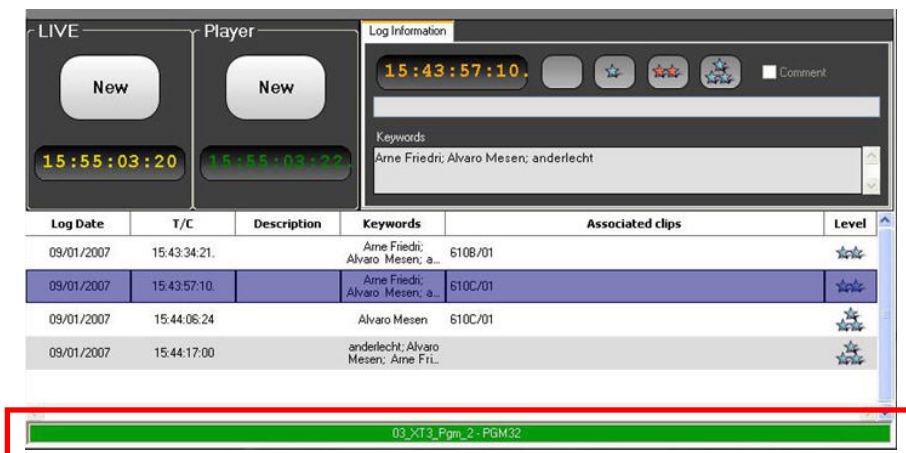 LIVE
Player
Log Information
New
New
15:43:57:10.
Comment
15:55:03:20
15:55:03:22.
Keywords
Arne Friedri; Alvaro Mesen; anderlecht
Log Date T/C Description Keywords Associated clips Level
09/01/2007 15:43:34:21. Arne Friedri; Alvaro Mesen; a... 610B/01
09/01/2007 15:43:57:10. Arne Friedri; Alvaro Mesen; a... 610C/01
09/01/2007 15:44:06:24 Alvaro Mesen 610C/01
09/01/2007 15:44:17:00 anderlecht; Alvaro Mesen; Arne Fri...
03_XT3_Pgm_2 - PGM32